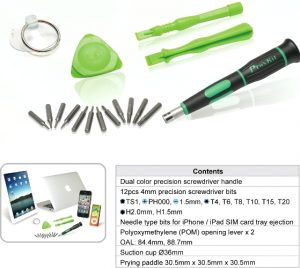 Pro'sKit
Contents
Dual color precision screwdriver handle
12pcs 4mm precision screwdriver bits
★TS1, ⊕PH000, ⊖1.5mm, ★T4, T6, T8, T10, T15, T20
⬢H2.0mm, H1.5mm
Needle type bits for iPhone / iPad SIM card tray ejection
Polyoxymethylene (POM) opening lever x 2
OAL: 84.4mm, 88.7mm
Suction cup Ø36mm
Prying paddle 30.5mm x 30.5mm x 30.5mm